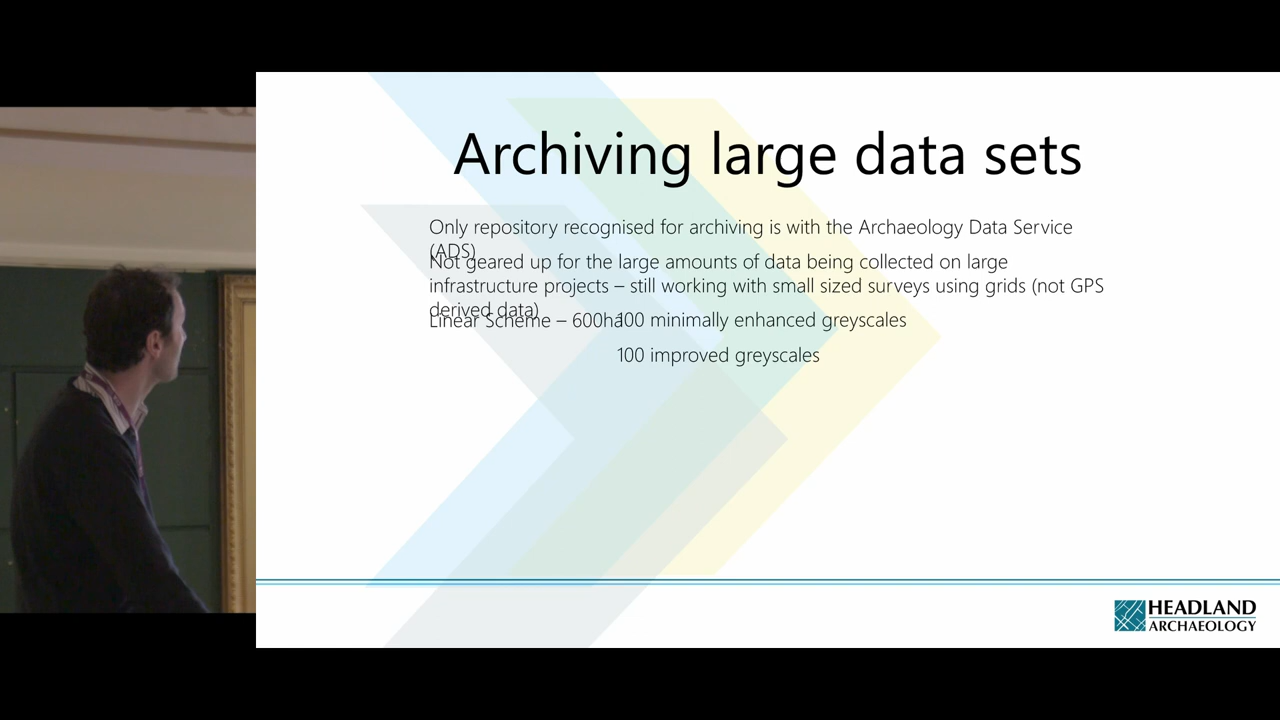 Archiving large data sets
Only repository recognised for archiving is with the Archaeology Data Service
(ADS)
Not geared up for the large amounts of data being collected on large
infrastructure projects – still working with small sized surveys using grids (not GPS
derived data)
Linear Scheme – 600ha
100 minimally enhanced greyscales
100 improved greyscales
HEADLAND
ARCHAEOLOGY